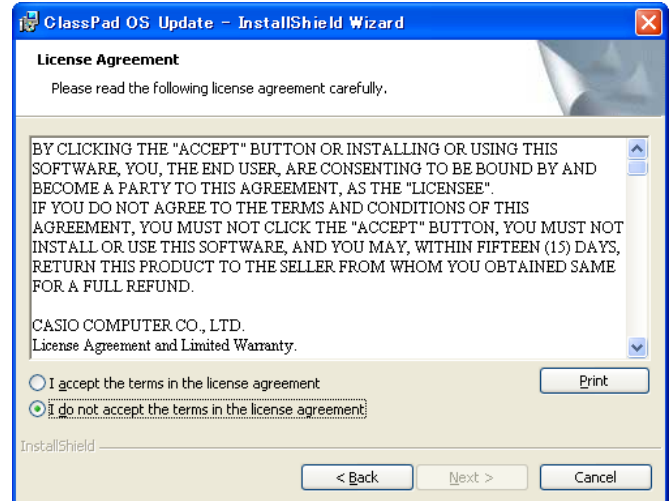 ClassPad OS Update - InstallShield Wizard
License Agreement
Please read the following license agreement carefully.
BY CLICKING THE "ACCEPT" BUTTON OR INSTALLING OR USING THIS
SOFTWARE, YOU, THE END USER, ARE CONSENTING TO BE BOUND BY AND
BECOME A PARTY TO THIS AGREEMENT, AS THE "LICENSEE".
IF YOU DO NOT AGREE TO THE TERMS AND CONDITIONS OF THIS
AGREEMENT, YOU MUST NOT CLICK THE "ACCEPT" BUTTON, YOU MUST NOT
INSTALL OR USE THIS SOFTWARE, AND YOU MAY, WITHIN FIFTEEN (15) DAYS,
RETURN THIS PRODUCT TO THE SELLER FROM WHOM YOU OBTAINED SAME
FOR A FULL REFUND.
CASIO COMPUTER CO., LTD.
License Agreement and Limited Warranty.
I accept the terms in the license agreement
Print
I do not accept the terms in the license agreement
InstallShield
< Back
Next >
Cancel